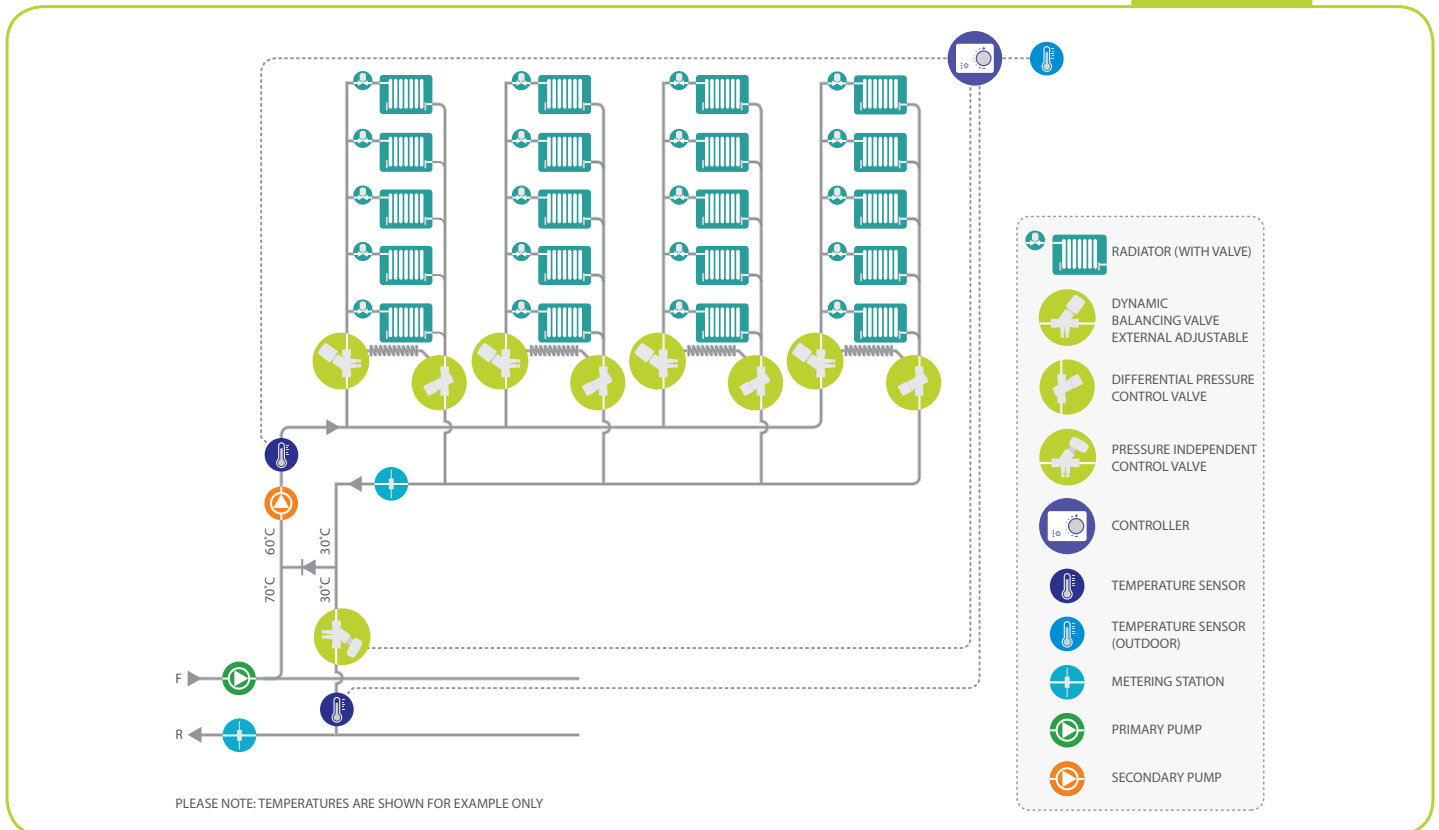 RADIATOR (WITH VALVE)
DYNAMIC
BALANCING VALVE
EXTERNAL ADJUSTABLE
DIFFERENTIAL PRESSURE
CONTROL VALVE
PRESSURE INDEPENDENT
CONTROL VALVE
CONTROLLER
TEMPERATURE SENSOR
TEMPERATURE SENSOR
(OUTDOOR)
METERING STATION
PRIMARY PUMP
SECONDARY PUMP
60˚C
30˚C
70˚C
30˚C
F
R
PLEASE NOTE: TEMPERATURES ARE SHOWN FOR EXAMPLE ONLY